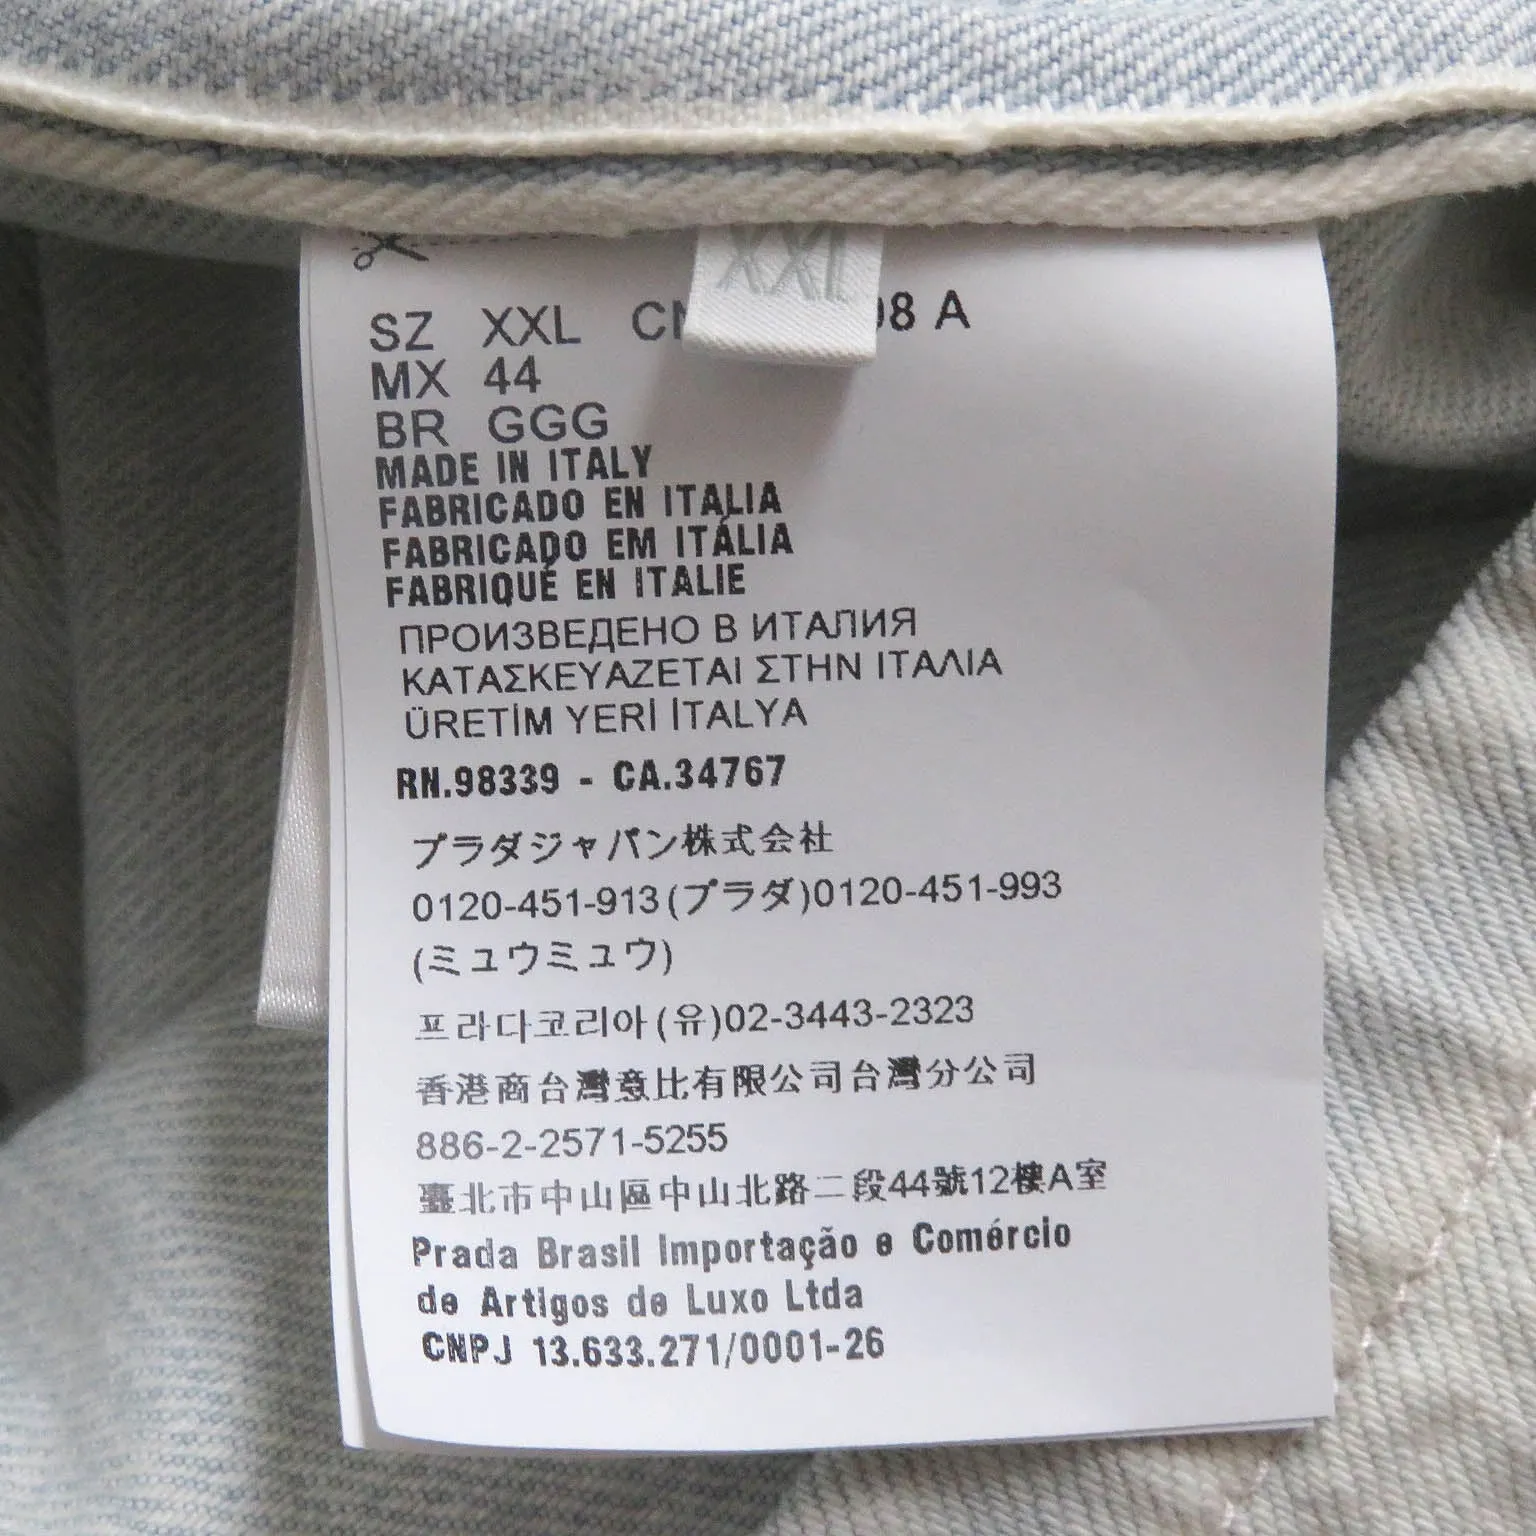 XXL
SZ XXL 08 A
MX 44
BR GGG
MADE IN ITALY
FABRICADO EN ITALIA
FABRICADO EM ITÁLIA
FABRIQUÉ EN ITALIE
ПРОИЗВЕДЕНО В ИТАЛИЯ
ΚΑΤΑΣΚΕΥΑΖΕΤΑΙ ΣΤΗΝ ΙΤΑΛΙΑ
ÜRETİM YERİ İTALYA
RN.98339 - CA.34767
プラダジャパン株式会社
0120-451-913(プラダ)0120-451-993
(ミュウミュウ)
프라다코리아(유)02-3443-2323
香港商台灣意比有限公司台灣分公司
886-2-2571-5255
臺北市中山區中山北路二段44號12樓A室
Prada Brasil Importação e Comércio
de Artigos de Luxo Ltda
CNPJ 13.633.271/0001-26